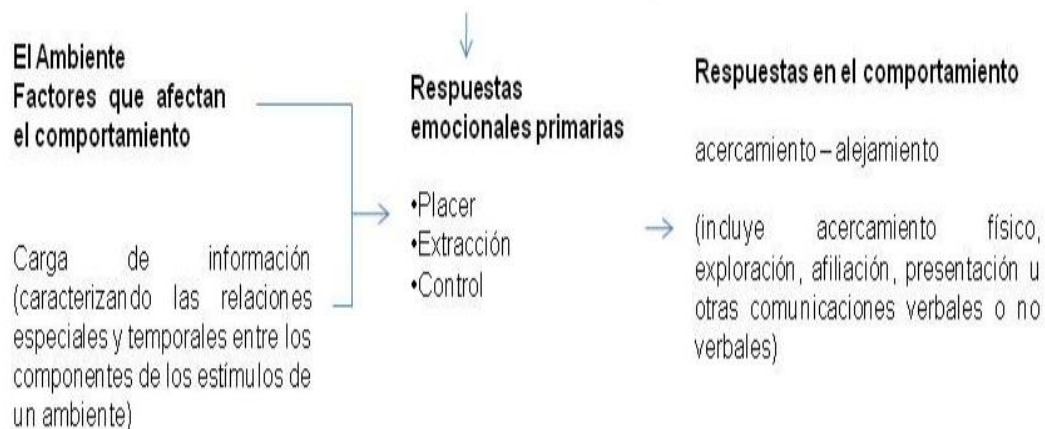 El Ambiente
Factores que afectan
el comportamiento
Carga de información
(caracterizando las relaciones
especiales y temporales entre los
componentes de los estímulos de
un ambiente)
Respuestas
emocionales primarias
•Placer
•Extracción
•Control
Respuestas en el comportamiento
acercamiento – alejamiento
(incluye acercamiento físico,
exploración, afiliación, presentación u
otras comunicaciones verbales o no
verbales)